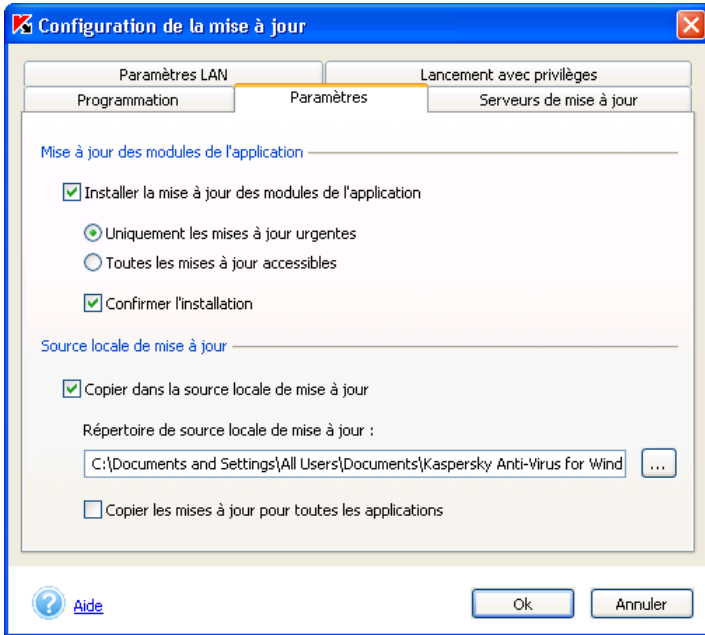 Configuration de la mise à jour
Paramètres LAN
Lancement avec privilèges
Programmation
Paramètres
Serveurs de mise à jour
Mise à jour des modules de l'application
Installer la mise à jour des modules de l'application
Uniquement les mises à jour urgentes
Toutes les mises à jour accessibles
Confirmer l'installation
Source locale de mise à jour
Copier dans la source locale de mise à jour
Répertoire de source locale de mise à jour :
C:\Documents and Settings\All Users\Documents\Kaspersky Anti-Virus for Wind
...
Copier les mises à jour pour toutes les applications
Aide
Ok
Annuler